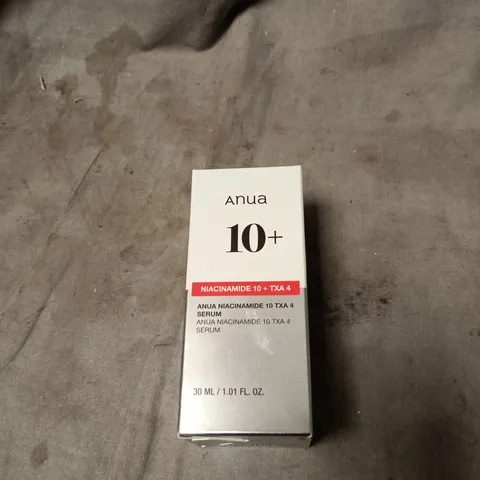 Anua
10+
NIACINAMIDE 10 + TXA 4
ANUA NIACINAMIDE 10 TXA 4
SERUM
ANUA NIACINAMIDE 10 TXA 4
SERUM
30 ML / 1.01 FL. OZ.